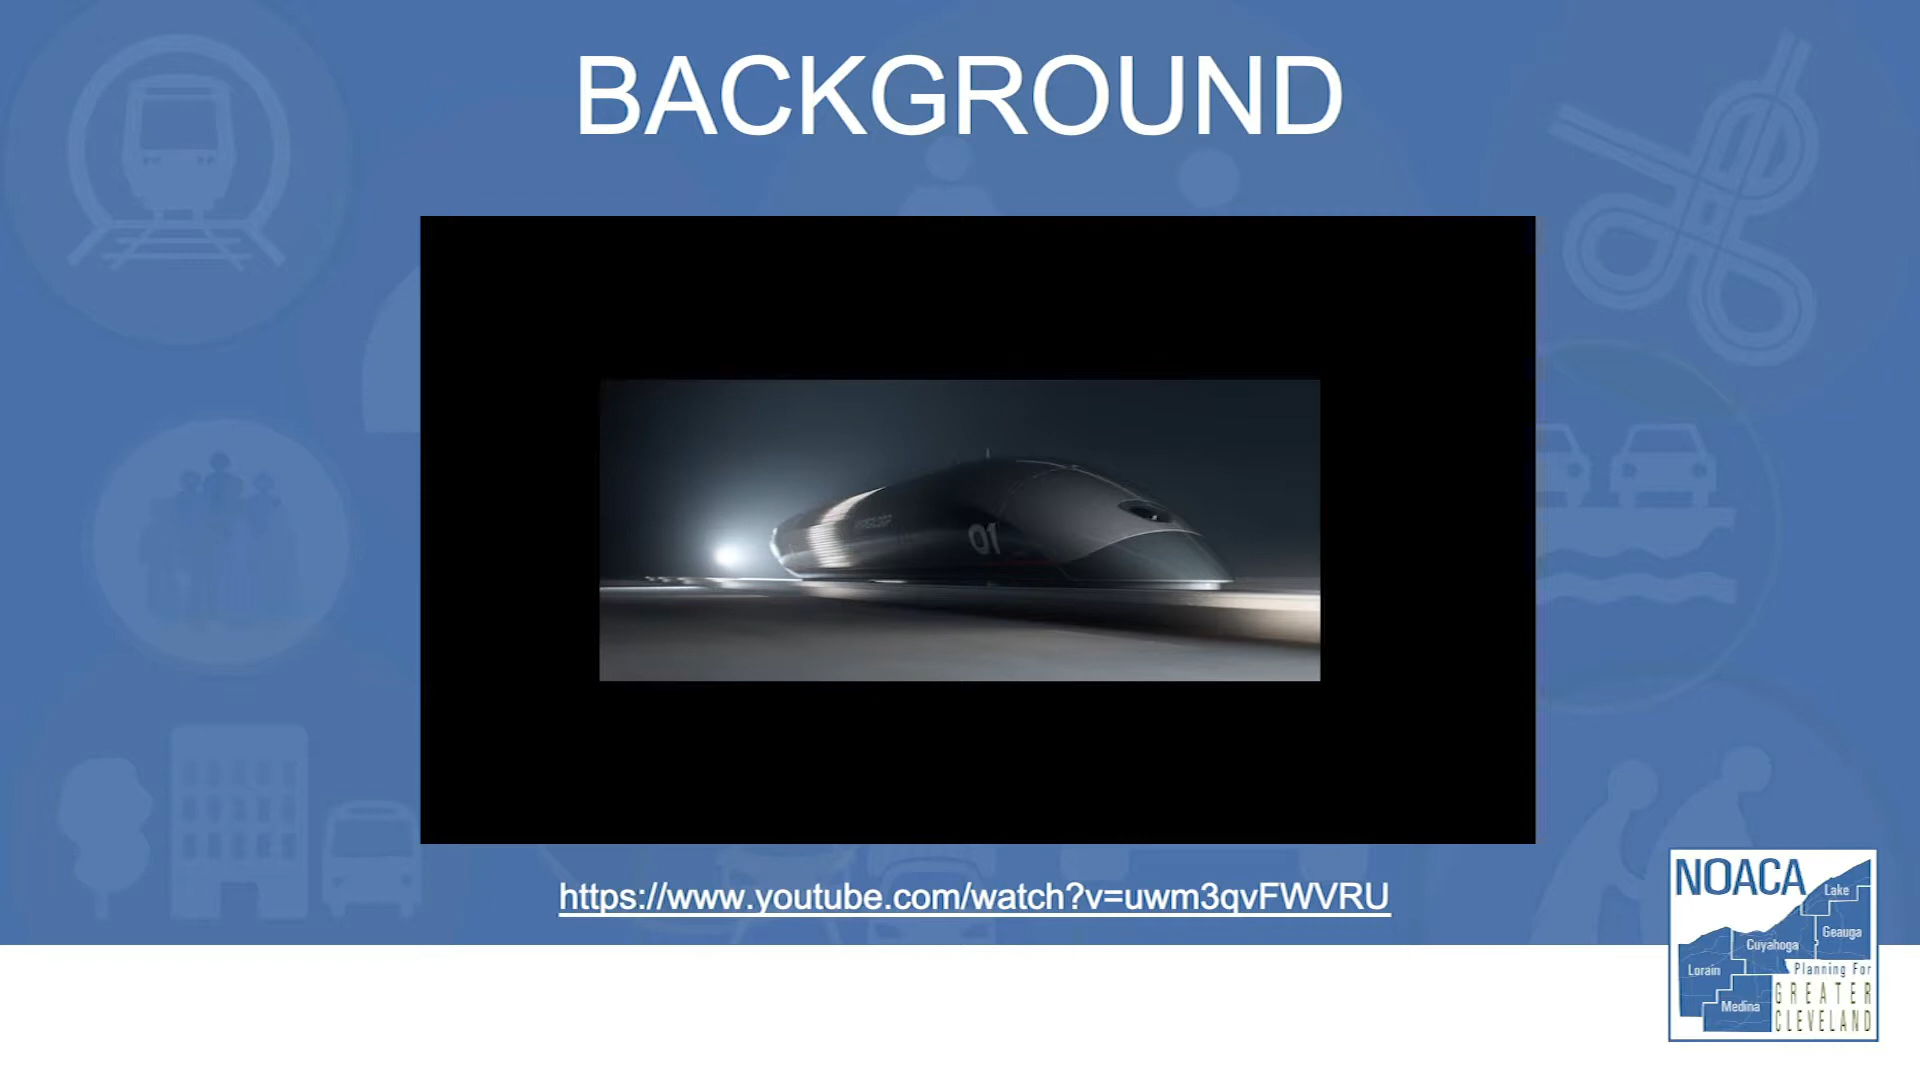 BACKGROUND
01
https://www.youtube.com/watch?v=uwm3qvFWVRU
NOACA
Lake
Geauga
Cuyahoga
Lorain
Medina
Planning For
GREATER
CLEVELAND